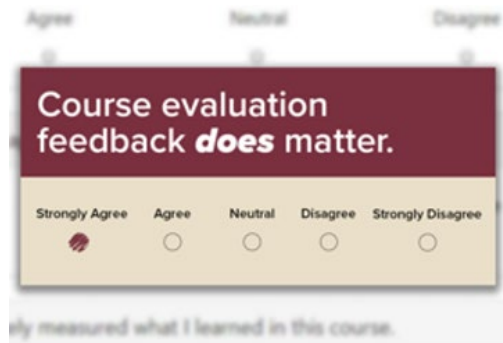 Agree Neutral Disagree
Course evaluation
feedback does matter.
Strongly Agree Agree Neutral Disagree Strongly Disagree
ely measured what I learned in this course.